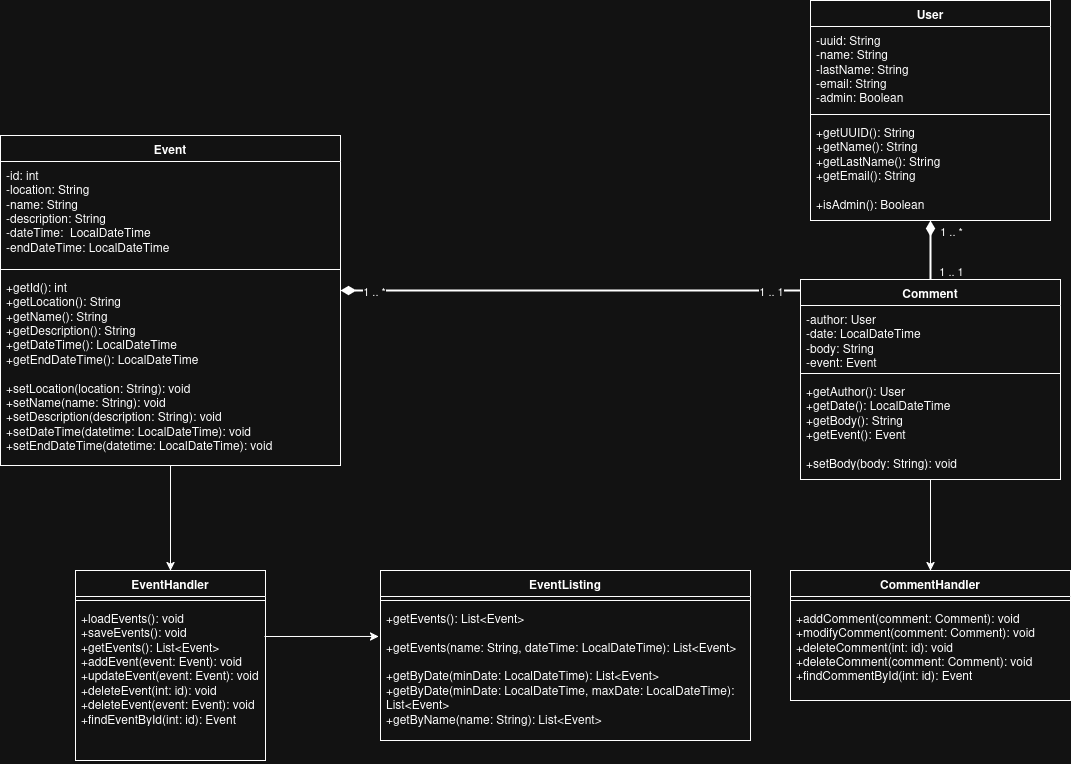 User
-uuid: String
-name: String
-lastName: String
-email: String
-admin: Boolean
+getUUID(): String
+getName(): String
+getLastName(): String
+getEmail(): String
+isAdmin(): Boolean
1 .. *
1 .. 1
Event
-id: int
-location: String
-name: String
-description: String
-dateTime:  LocalDateTime
-endDateTime: LocalDateTime
+getId(): int
+getLocation(): String
+getName(): String
+getDescription(): String
+getDateTime(): LocalDateTime
+getEndDateTime(): LocalDateTime
+setLocation(location: String): void
+setName(name: String): void
+setDescription(description: String): void
+setDateTime(datetime: LocalDateTime): void
+setEndDateTime(datetime: LocalDateTime): void
1 .. *
1 .. 1
Comment
-author: User
-date: LocalDateTime
-body: String
-event: Event
+getAuthor(): User
+getDate(): LocalDateTime
+getBody(): String
+getEvent(): Event
+setBody(body: String): void
EventHandler
+loadEvents(): void
+saveEvents(): void
+getEvents(): List<Event>
+addEvent(event: Event): void
+updateEvent(event: Event): void
+deleteEvent(int: id): void
+deleteEvent(event: Event): void
+findEventById(int: id): Event
EventListing
+getEvents(): List<Event>
+getEvents(name: String, dateTime: LocalDateTime): List<Event>
+getByDate(minDate: LocalDateTime): List<Event>
+getByDate(minDate: LocalDateTime, maxDate: LocalDateTime):
List<Event>
+getByName(name: String): List<Event>
CommentHandler
+addComment(comment: Comment): void
+modifyComment(comment: Comment): void
+deleteComment(int: id): void
+deleteComment(comment: Comment): void
+findCommentById(int: id): Event